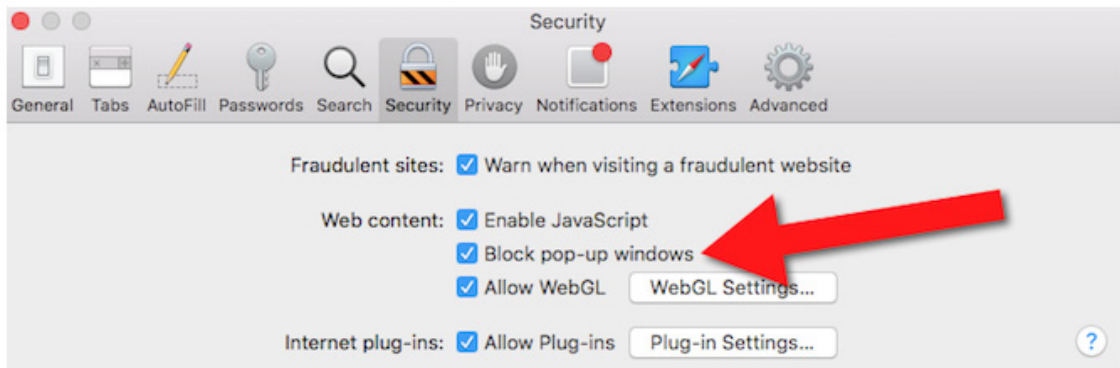 Security
General Tabs AutoFill Passwords Search Security Privacy Notifications Extensions Advanced
Fraudulent sites: Warn when visiting a fraudulent website
Web content: Enable JavaScript
Block pop-up windows
Allow WebGL WebGL Settings...
Internet plug-ins: Allow Plug-ins Plug-in Settings...
?